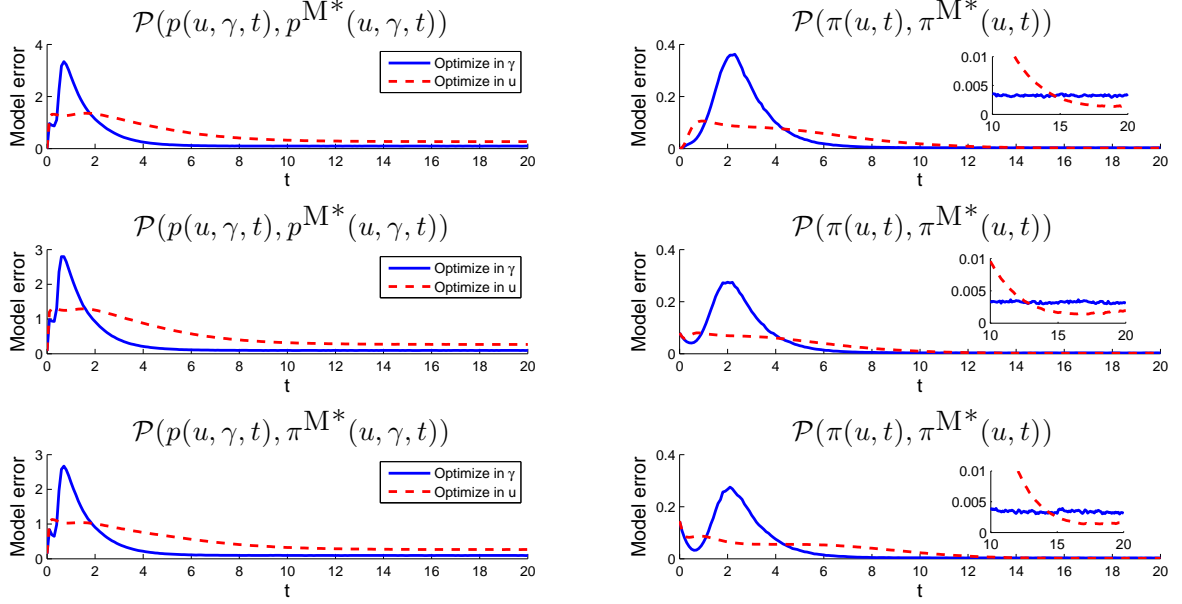 𝒫(p(u, γ, t), p^M*(u, γ, t))
Model error
4
2
0
0 2 4 6 8 10 12 14 16 18 20
t
Optimize in γ
Optimize in u
𝒫(π(u, t), π^M*(u, t))
Model error
0.4
0.2
0
0 2 4 6 8 10 12 14 16 18 20
t
0.01
0.005
0
10 15 20
𝒫(p(u, γ, t), p^M*(u, γ, t))
Model error
3
2
1
0
0 2 4 6 8 10 12 14 16 18 20
t
Optimize in γ
Optimize in u
𝒫(π(u, t), π^M*(u, t))
Model error
0.4
0.2
0
0 2 4 6 8 10 12 14 16 18 20
t
0.01
0.005
0
10 15 20
𝒫(p(u, γ, t), π^M*(u, γ, t))
Model error
3
2
1
0
0 2 4 6 8 10 12 14 16 18 20
t
Optimize in γ
Optimize in u
𝒫(π(u, t), π^M*(u, t))
Model error
0.4
0.2
0
0 2 4 6 8 10 12 14 16 18 20
t
0.01
0.005
0
10 15 20